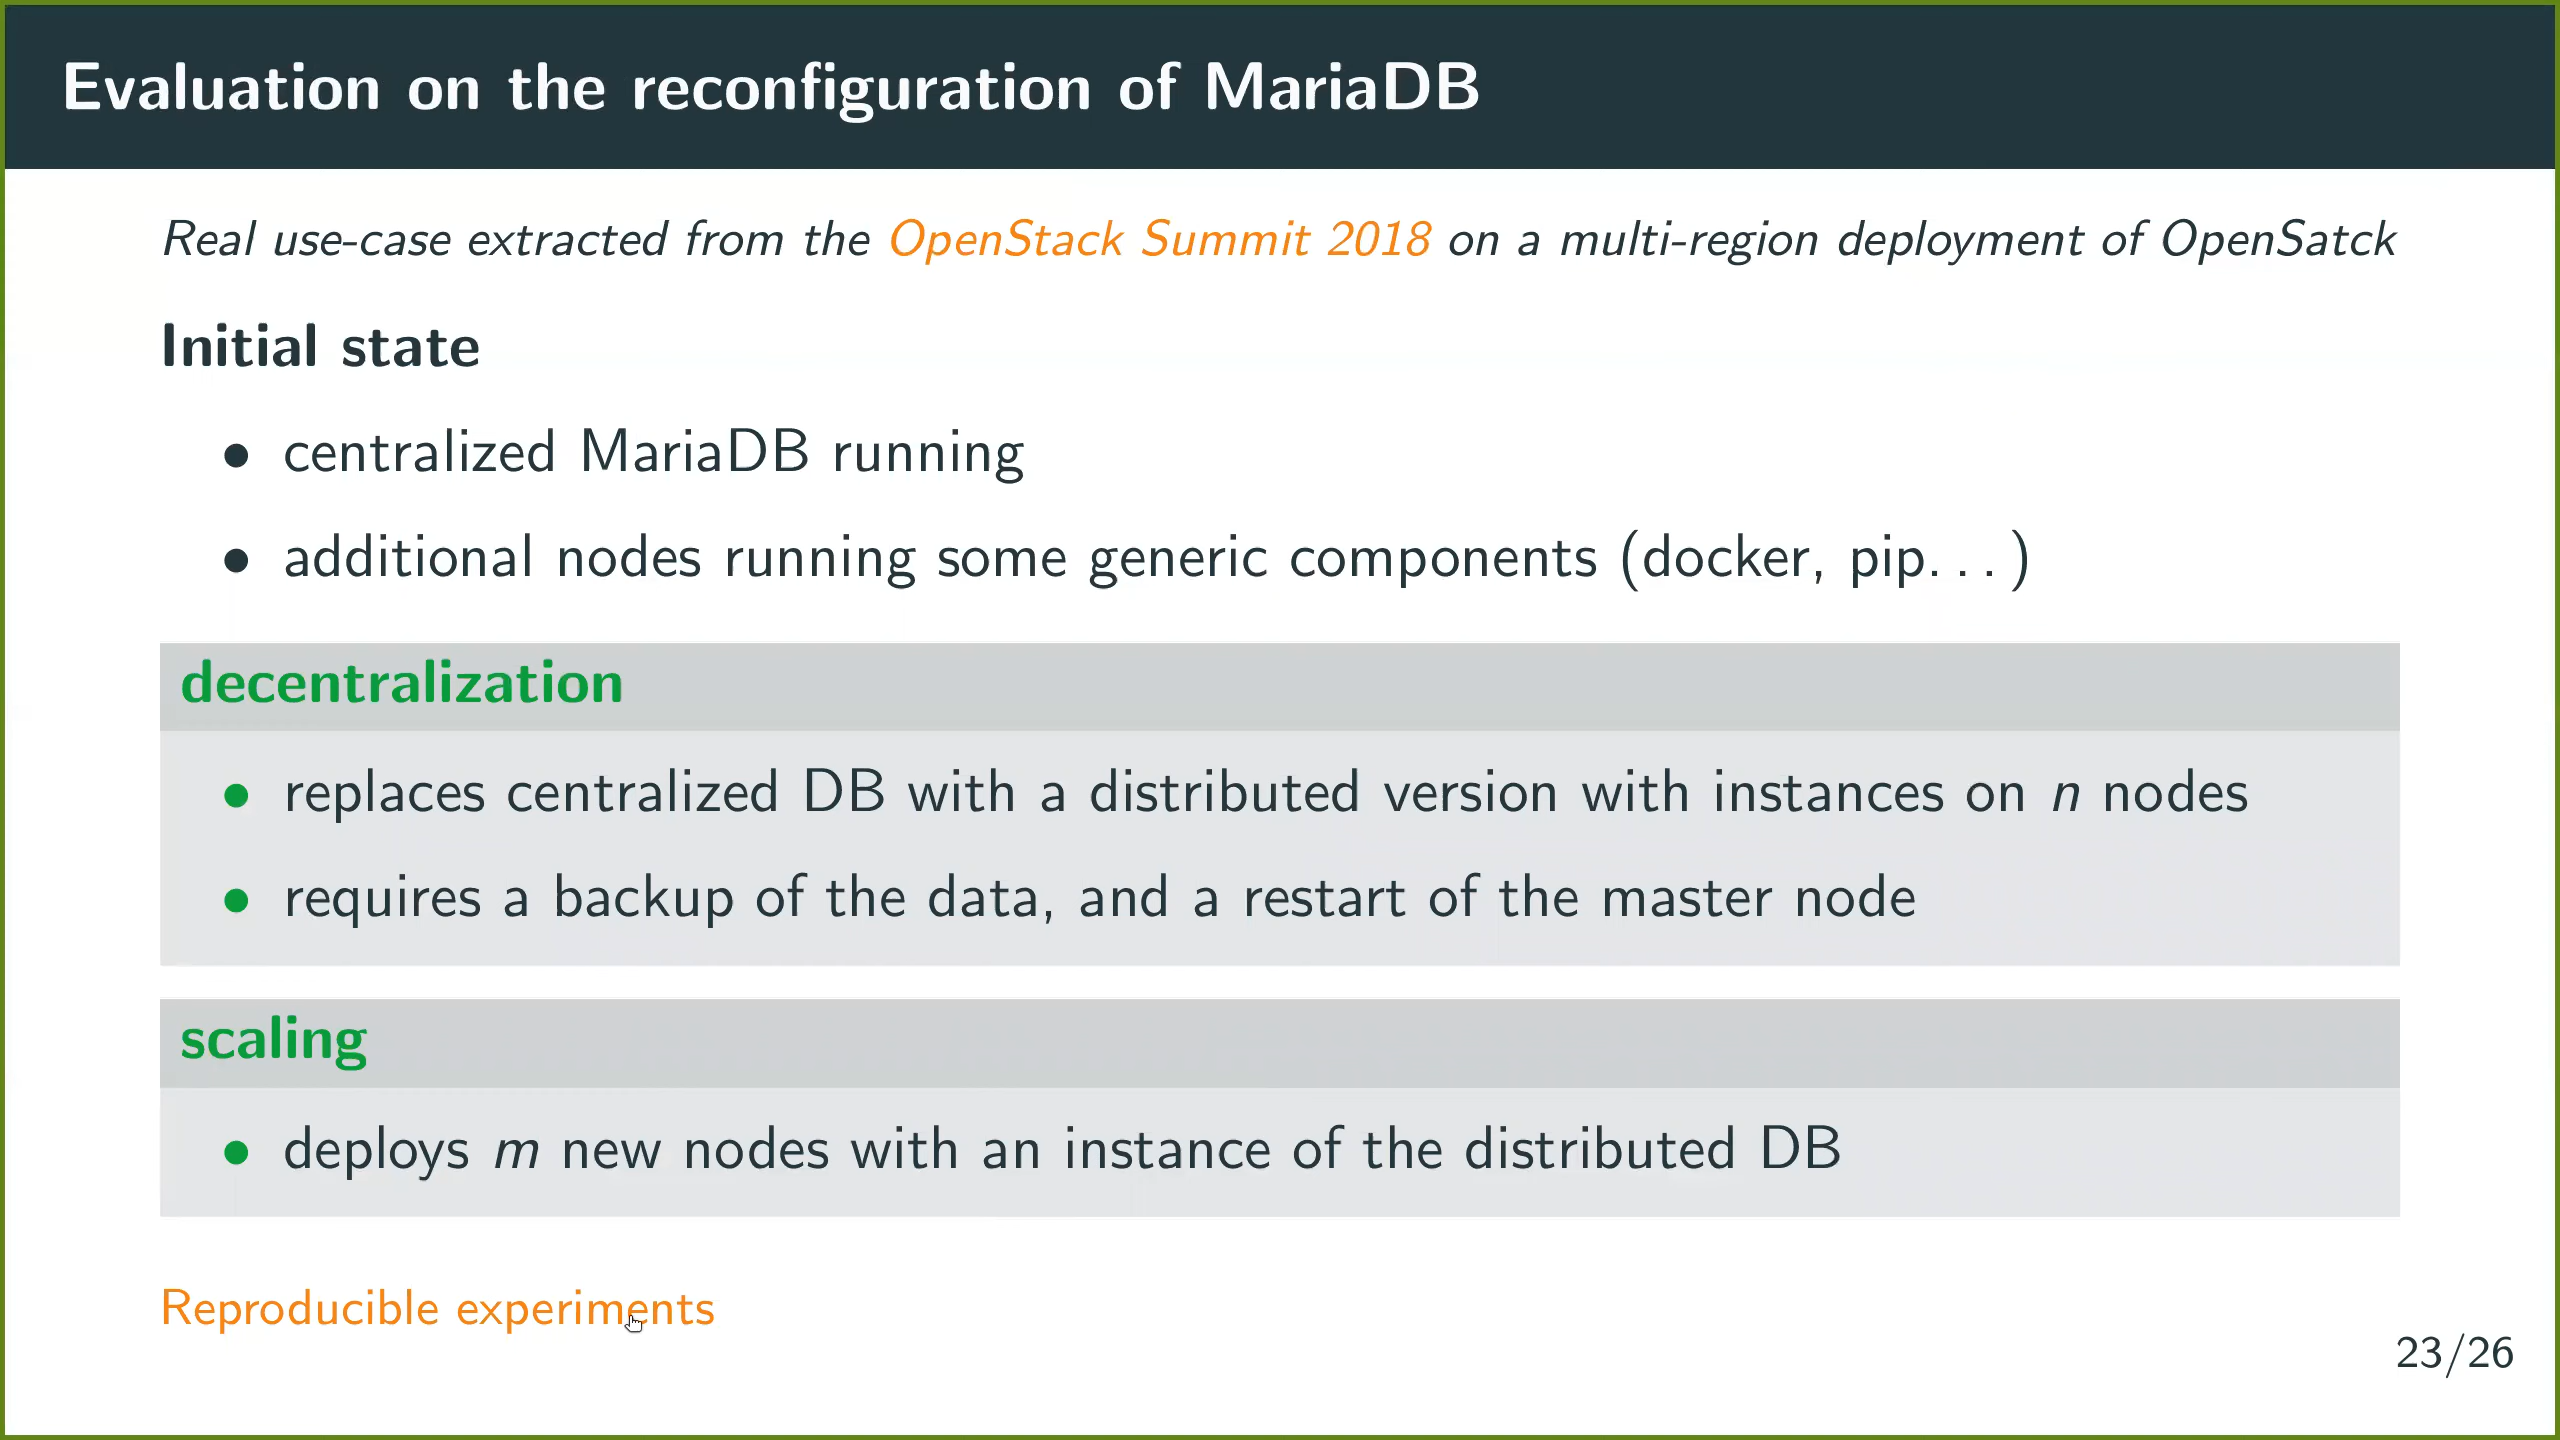 Evaluation on the reconfiguration of MariaDB
Real use-case extracted from the OpenStack Summit 2018 on a multi-region deployment of OpenSatck
Initial state
• centralized MariaDB running
• additional nodes running some generic components (docker, pip. . . )
decentralization
• replaces centralized DB with a distributed version with instances on n nodes
• requires a backup of the data, and a restart of the master node
scaling
• deploys m new nodes with an instance of the distributed DB
Reproducible experiments
23/26